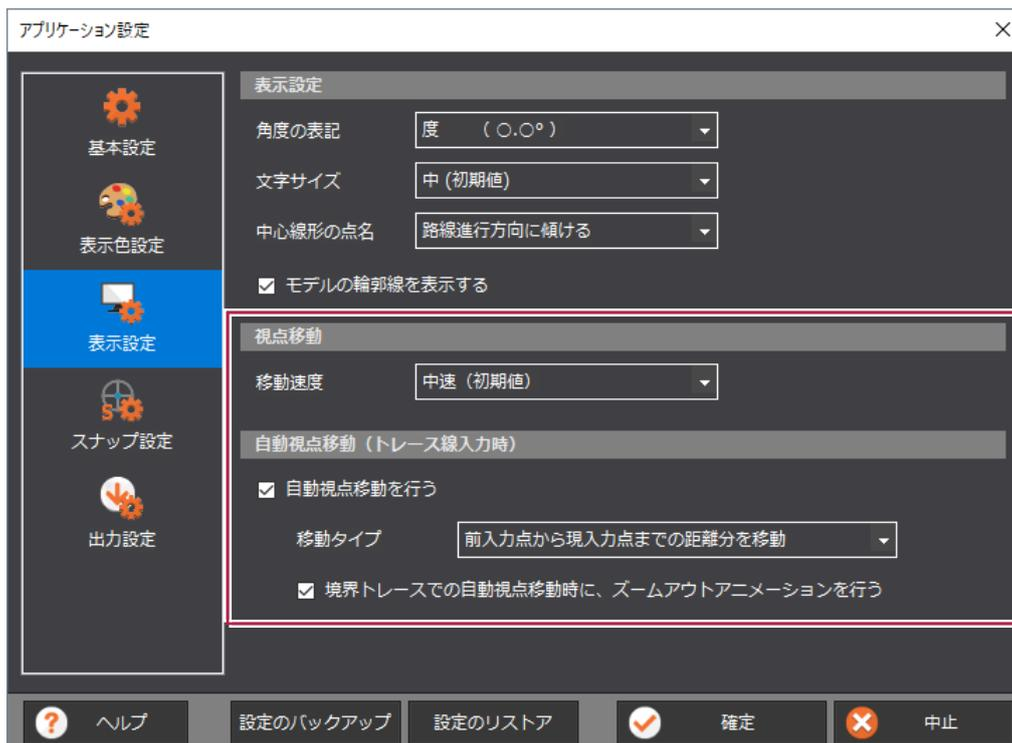 アプリケーション設定
基本設定
表示色設定
表示設定
スナップ設定
出力設定
表示設定
角度の表記 度 ( ○.○° )
文字サイズ 中 (初期値)
中心線形の点名 路線進行方向に傾ける
モデルの輪郭線を表示する
視点移動
移動速度 中速（初期値）
自動視点移動（トレース線入力時）
自動視点移動を行う
移動タイプ 前入力点から現入力点までの距離分を移動
境界トレースでの自動視点移動時に、ズームアウトアニメーションを行う
ヘルプ 設定のバックアップ 設定のリストア 確定 中止